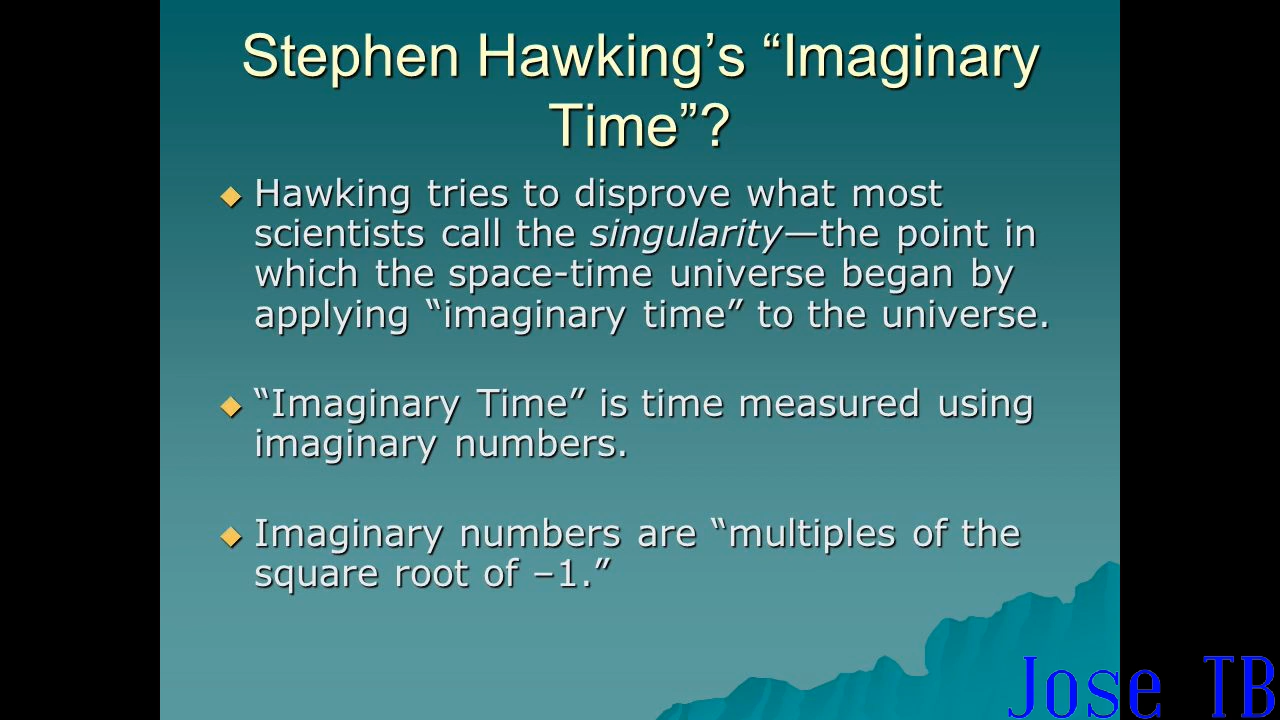 Stephen Hawking’s “Imaginary
Time”?
Hawking tries to disprove what most
scientists call the singularity—the point in
which the space-time universe began by
applying “imaginary time” to the universe.
“Imaginary Time” is time measured using
imaginary numbers.
Imaginary numbers are “multiples of the
square root of –1.”
Jose TB